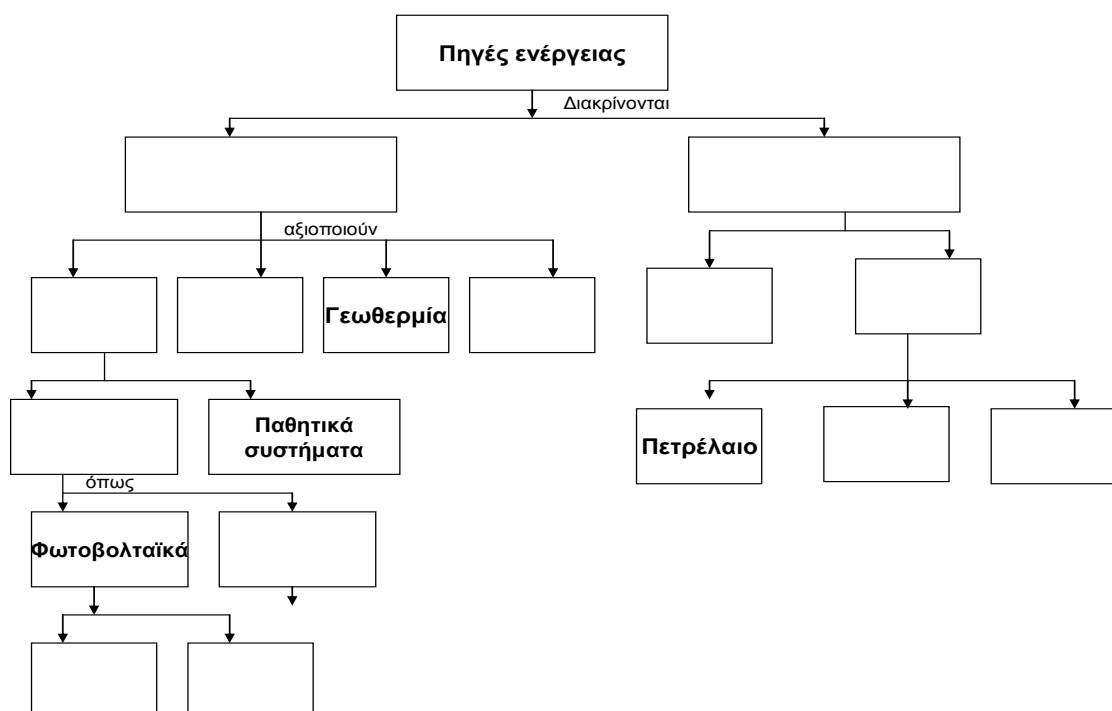 Πηγές ενέργειας
Διακρίνονται
αξιοποιούν
Γεωθερμία
Παθητικά
συστήματα
Πετρέλαιο
όπως
Φωτοβολταϊκά